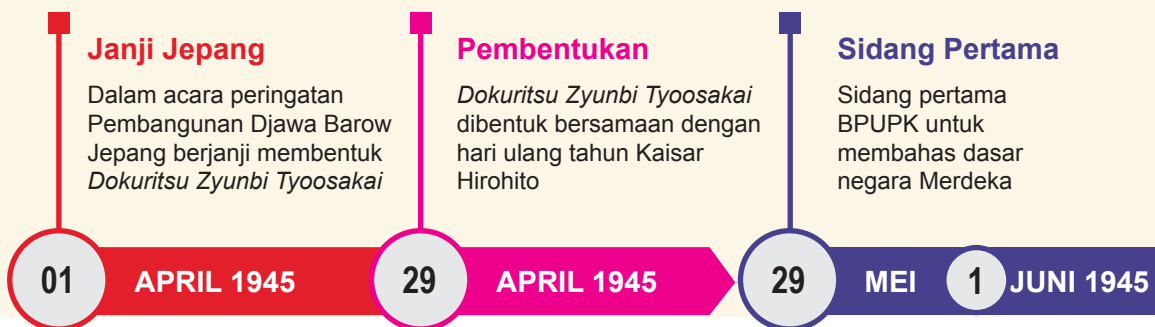 Janji Jepang
Dalam acara peringatan
Pembangunan Djawa Barow
Jepang berjanji membentuk
Dokuritsu Zyunbi Tyoosakai
01 APRIL 1945
Pembentukan
Dokuritsu Zyunbi Tyoosakai
dibentuk bersamaan dengan
hari ulang tahun Kaisar
Hirohito
29 APRIL 1945
Sidang Pertama
Sidang pertama
BPUPK untuk
membahas dasar
negara Merdeka
29 MEI 1 JUNI 1945